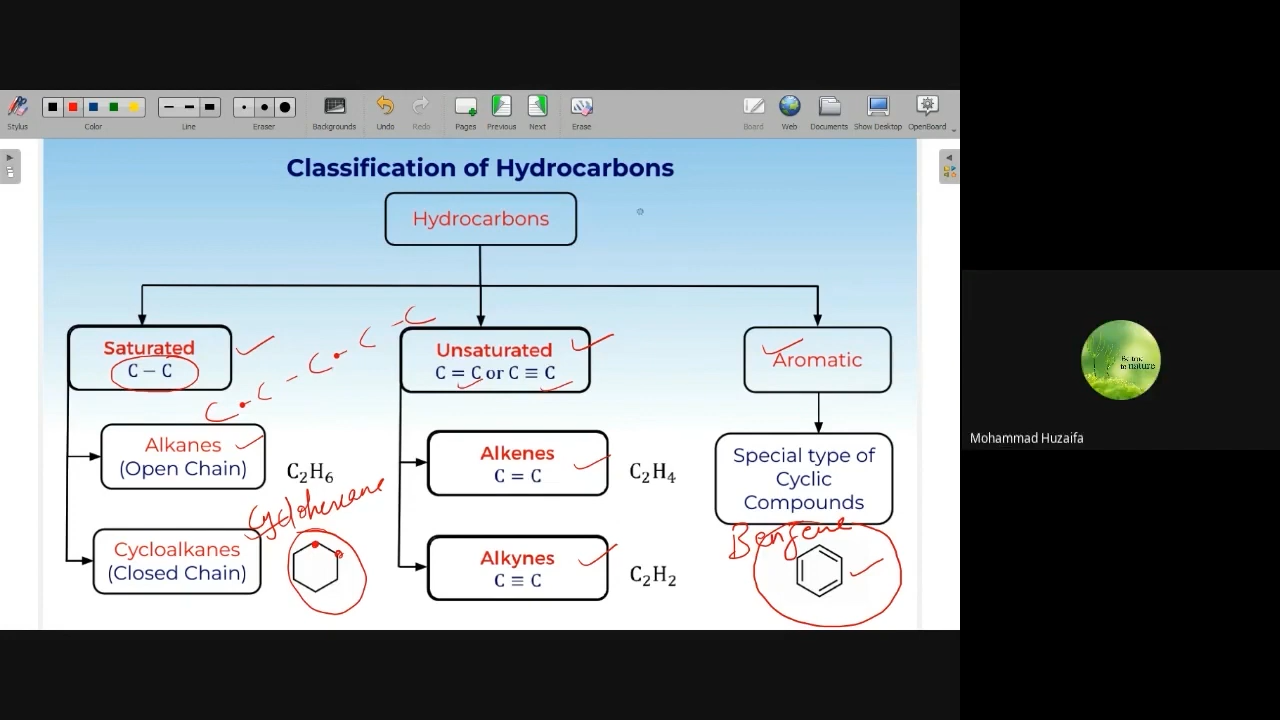 Stylus
Color
Line
Eraser
Backgrounds
Undo
Redo
Pages
Previous
Next
Erase
Board
Web
Documents
Show Desktop
OpenBoard
Classification of Hydrocarbons
Hydrocarbons
Saturated
C − C
C - C - C - C - C
Unsaturated
C = C or C ≡ C
Aromatic
Alkanes
(Open Chain)
C₂H₆
Alkenes
C = C
C₂H₄
Special type of
Cyclic
Compounds
Cyclohexane
Cycloalkanes
(Closed Chain)
Alkynes
C ≡ C
C₂H₂
Benzene
to nature
Mohammad Huzaifa